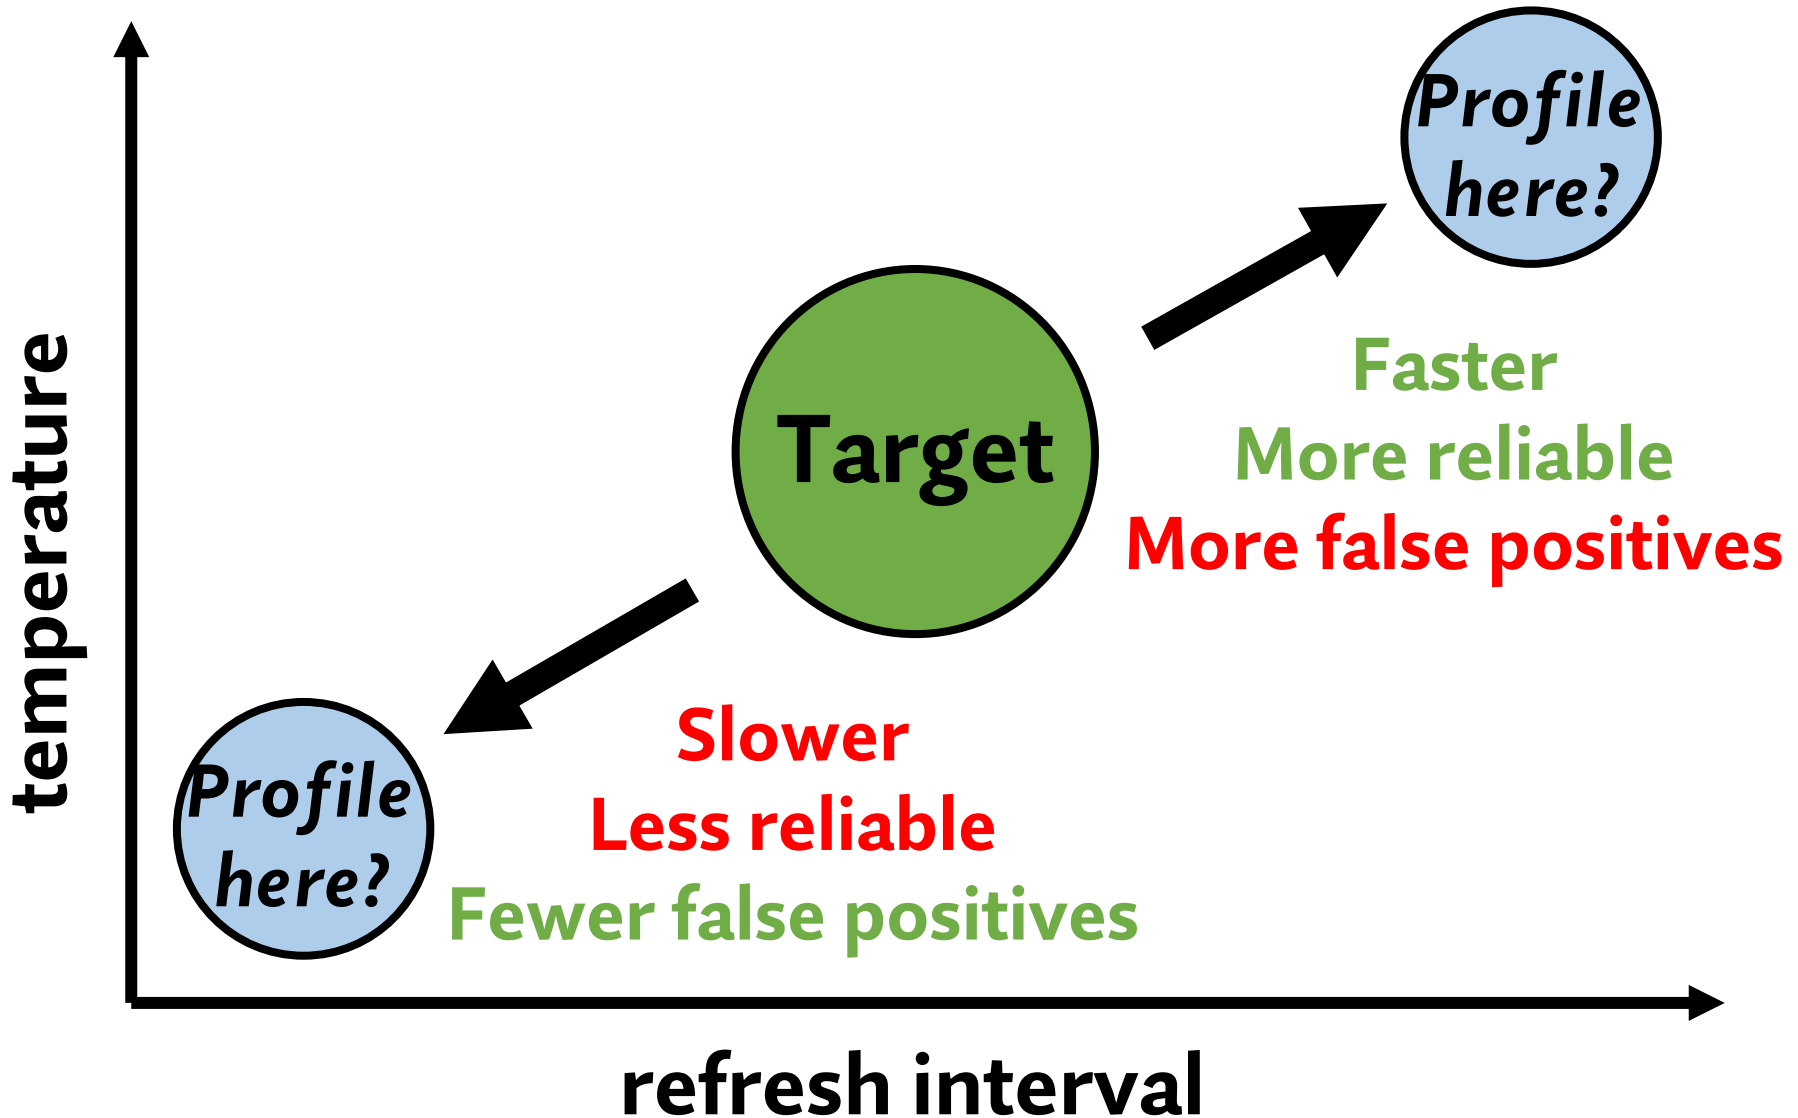 Profile
here?
Target
Faster
More reliable
More false positives
temperature
Slower
Less reliable
Fewer false positives
Profile
here?
refresh interval